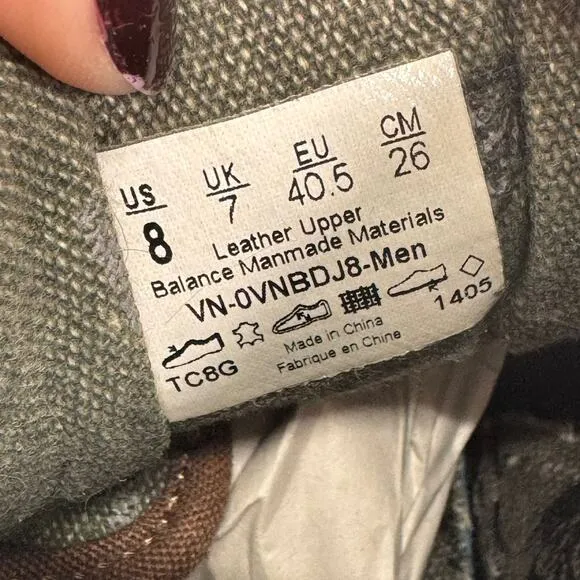 US UK EU CM
8 7 40.5 26
Leather Upper
Balance Manmade Materials
VN-0VNBDJ8-Men
1405
TC8G
Made in China
Fabrique en Chine